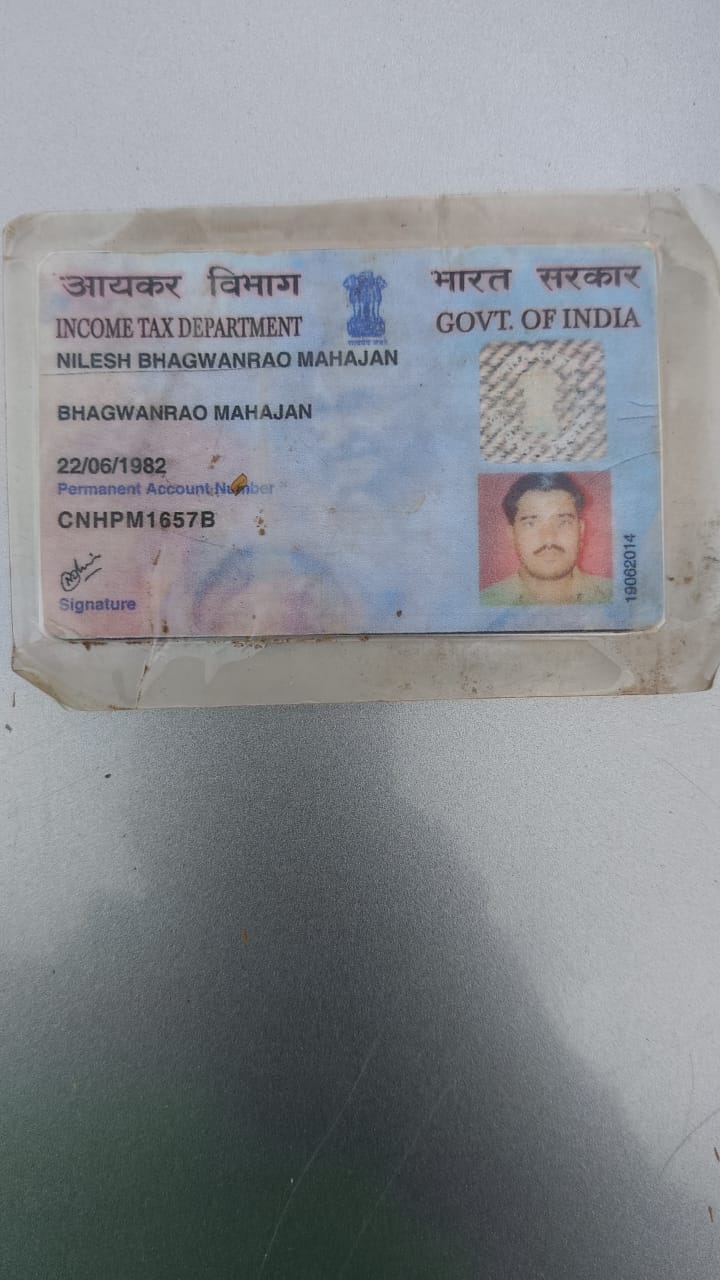 आयकर विभाग
INCOME TAX DEPARTMENT
भारत सरकार
GOVT. OF INDIA
NILESH BHAGWANRAO MAHAJAN
BHAGWANRAO MAHAJAN
22/06/1982
Permanent Account Number
CNHPM1657B
Signature
19062014